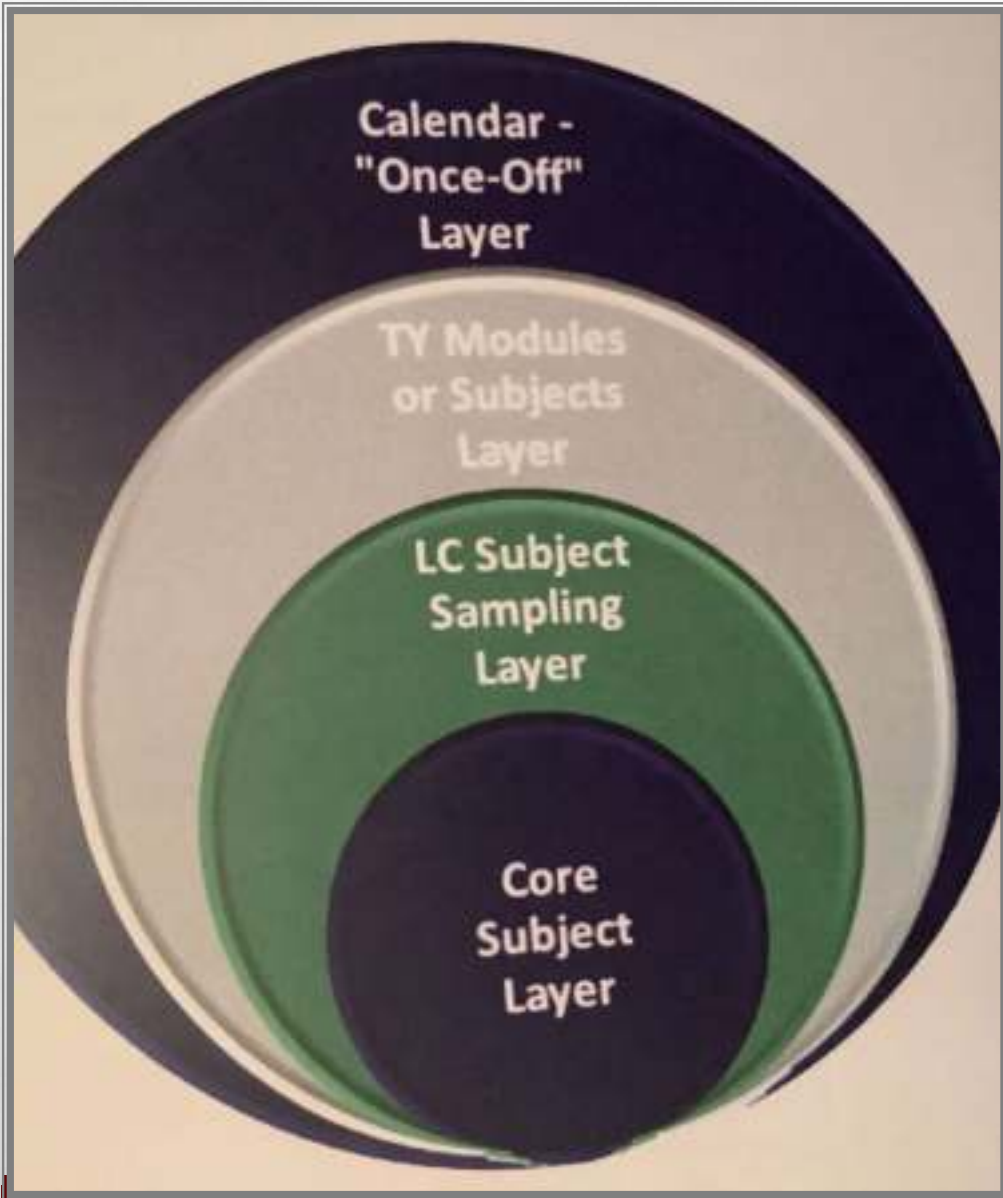 Calendar -
"Once-Off"
Layer
TY Modules
or Subjects
Layer
LC Subject
Sampling
Layer
Core
Subject
Layer